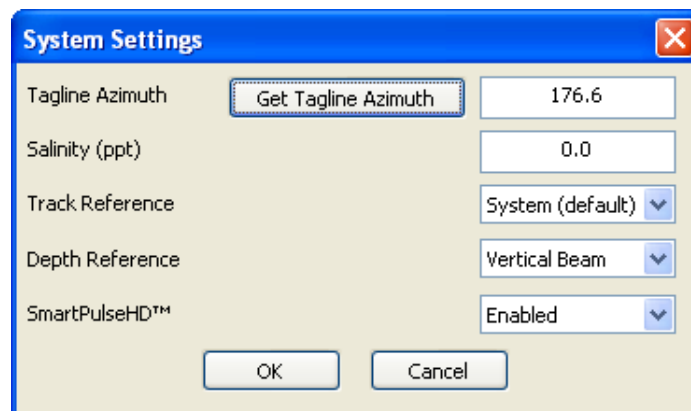 System Settings
Tagline Azimuth Get Tagline Azimuth 176.6
Salinity (ppt) 0.0
Track Reference System (default)
Depth Reference Vertical Beam
SmartPulseHD™ Enabled
OK Cancel